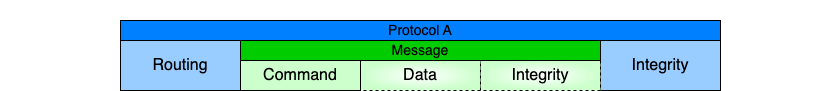 Protocol A
Routing
Message
Integrity
Command
Data
Integrity